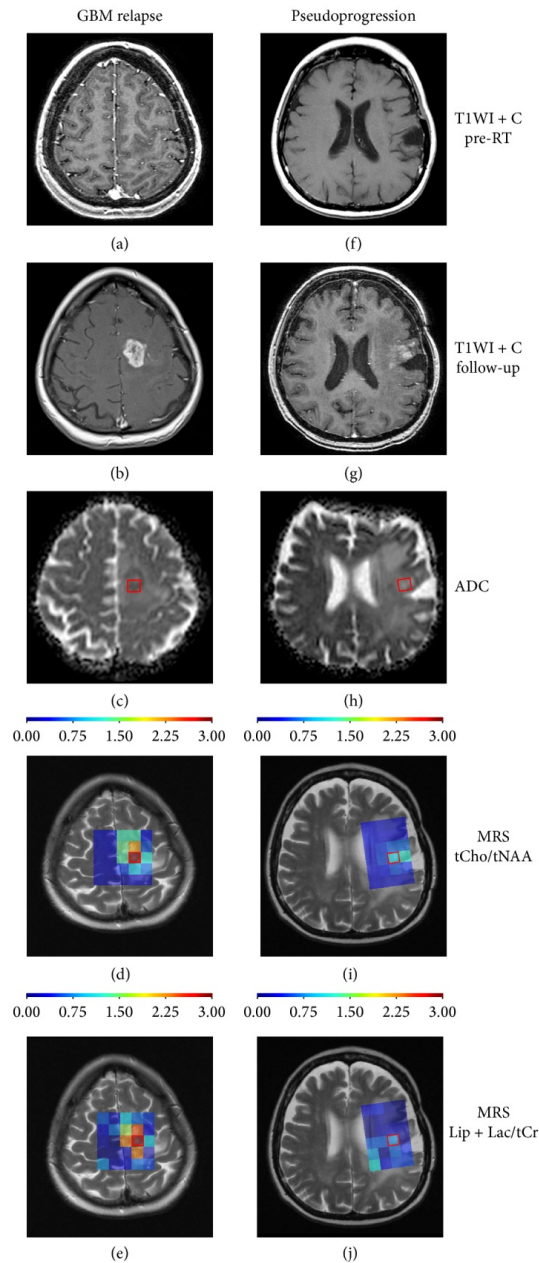 GBM relapse Pseudoprogression
T1WI + C
pre-RT
(a) (f)
T1WI + C
follow-up
(b) (g)
ADC
(c) (h)
0.00 0.75 1.50 2.25 3.00 0.00 0.75 1.50 2.25 3.00
MRS
tCho/tNAA
(d) (i)
0.00 0.75 1.50 2.25 3.00 0.00 0.75 1.50 2.25 3.00
MRS
Lip + Lac/tCr
(e) (j)